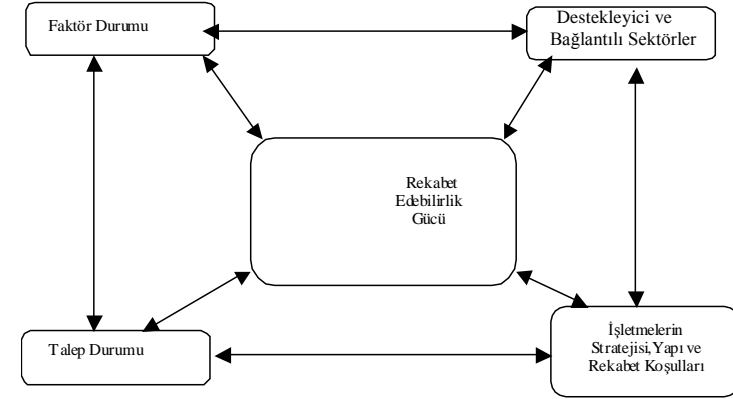 Faktör Durumu
Destekleyici ve
Bağlantılı Sektörler
Rekabet
Edebilirlik
Gücü
Talep Durumu
İşletmelerin
Stratejisi,Yapı ve
Rekabet Koşulları